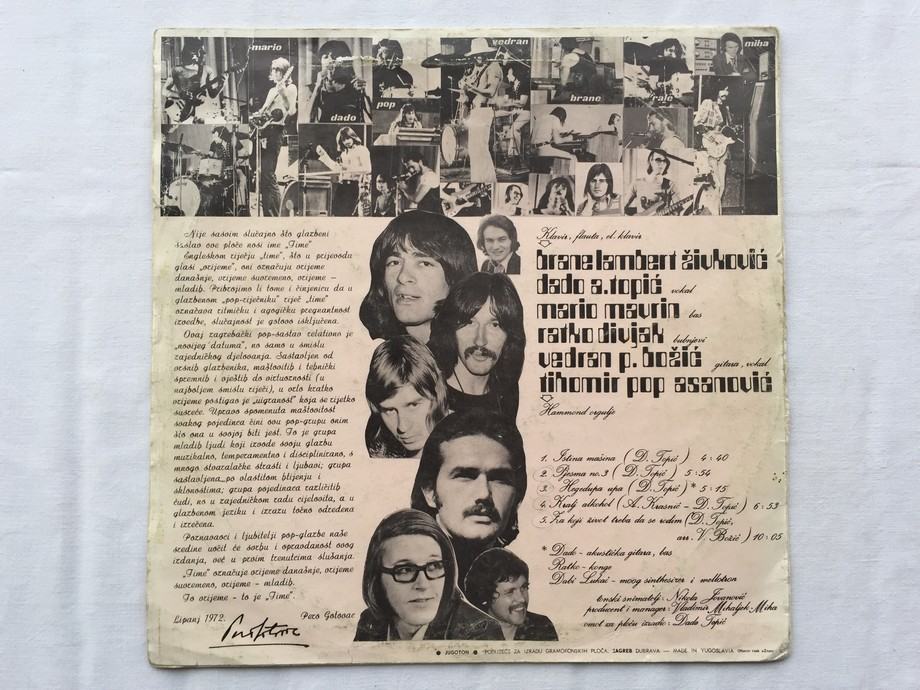 mario
dado
pop
vedran
brane
rale
miha
Nije sasvim slučajno što glazbeni
sastav ove ploče nosi ime „Time"
Engleskom riječju „time", što u prijevodu
glasi „vrijeme", oni označuju vrijeme
današnje, vrijeme suvremeno, vrijeme —
mladih. Pribrojimo li tome i činjenicu da u
glazbenom „pop-rječniku" riječ „time"
označava ritmičku i agogičku pregnantnost
izvedbe, slučajnost je gotovo isključena.
Ovaj zagrebački pop-sastav relativno je
„novijeg datuma", no samo u smislu
zajedničkog djelovanja. Sastavljen od
vrsnih glazbenika, maštovitih i tehnički
spremnih i vještih do virtuoznosti (u
najboljem smislu riječi), u vrlo kratko
vrijeme postigao je „uigranost" koja se rijetko
susreće. Upravo spomenuta maštovitost
svakog pojedinca čini ovu pop-grupu onim
što ona u svojoj biti jest. To je grupa
mladih ljudi koji izvode svoju glazbu
muzikalno, temperamentno i disciplinirano, s
mnogo stvaralačke strasti i ljubavi; grupa
sastavljena po vlastitom htijenju i
sklonostima; grupa pojedinaca različitih
ćudi, no u zajedničkom radu cjelovita, a u
glazbenom jeziku i izrazu točno određena
i izrečena.
Poznavaoci i ljubitelji pop-glazbe naše
sredine uočit će svrhu i opravdanost ovog
izdanja, već u prvim trenutcima slušanja.
„Time" označuje vrijeme današnje, vrijeme
suvremeno, vrijeme - mladih.
To vrijeme - to je „Time".
Lipanj 1972. Pero Gotovac
Klavir, flauta, el. klavir
brane lambert živković
dado a. topić vokal
mario mavrin bas
ratko divjak bubnjevi
vedran p. božić gitara, vokal
tihomir pop asanović
Hammond orgulje
1. Istina mašina (D. Topić) 4:40
2. Pjesma no. 3 (D. Topić) 5:54
3. Hegedupa upa (D. Topić) * 5:15
4. Kralj alkohol (A. Krasnić - D. Topić) 6:53
5. Za koji život treba da se rodim (D. Topić,
arr. V. Božić) 10:05
* Dado - akustička gitara, bas
Ratko - konge
Dubi Lukač - moog sinthesizer i mellotron
tonski snimatelj: Nikola Jovanović
producent i manager: Vladimir Mihaljek-Miha
omot za ploču izradio: Dado Topić
● JUGOTON ● PODUZEĆE ZA IZRADU GRAMOFONSKIH PLOČA, ZAGREB DUBRAVA — MADE IN YUGOSLAVIA